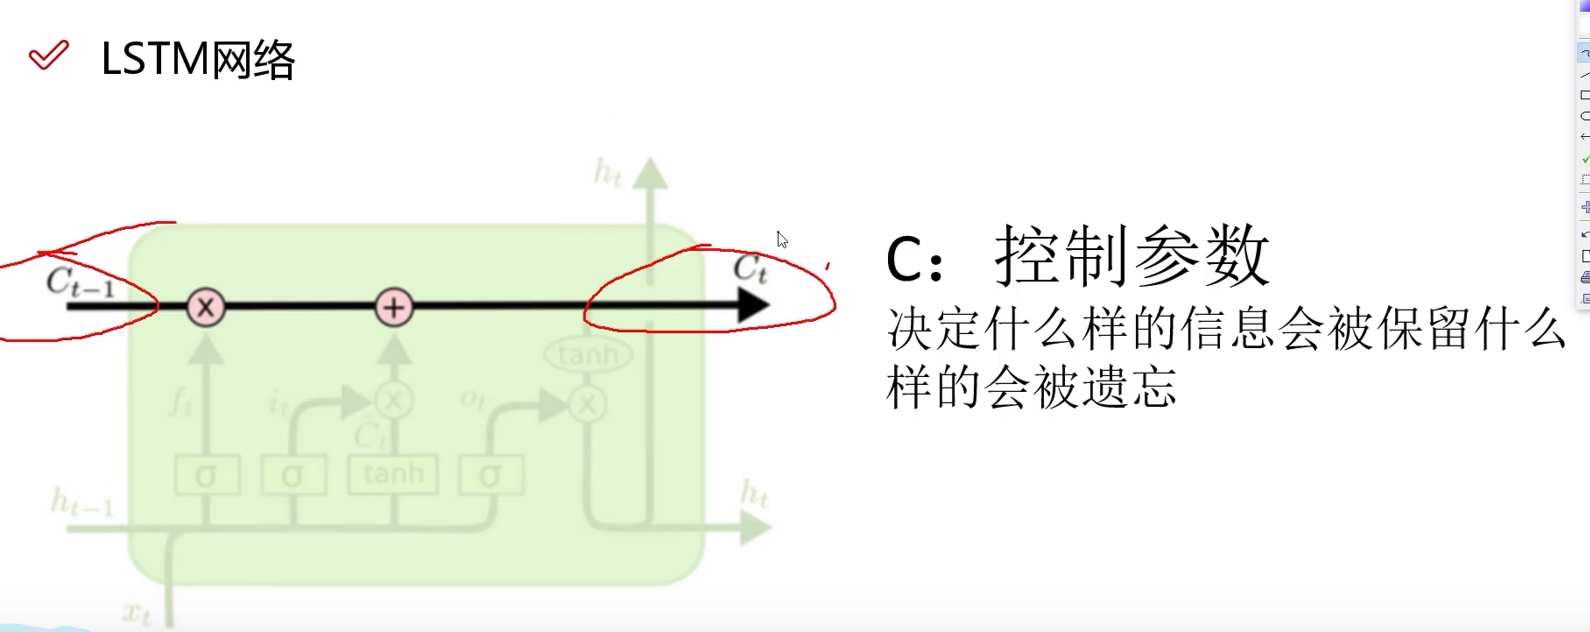 LSTM网络
h_t
C_{t-1}
C_t
x
+
tanh
f_t
i_t
x
o_t
x
C̃_t
σ
σ
tanh
σ
h_{t-1}
h_t
x_t
C：控制参数
决定什么样的信息会被保留什么
样的会被遗忘